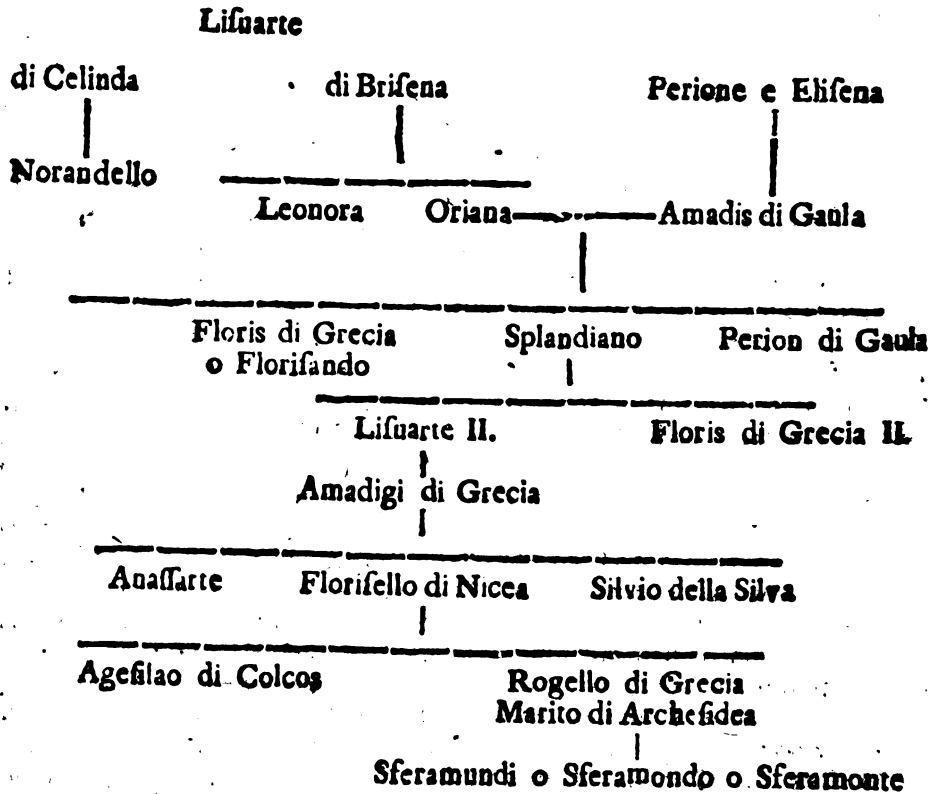 Liſuarte
di Celinda di Briſena Perione e Eliſena
Norandello
Leonora Oriana Amadis di Gaula
Floris di Grecia Splandiano Perion di Gaula
o Floriſando
Liſuarte II. Floris di Grecia II.
Amadigi di Grecia
Anaſſarte Floriſello di Nicea Silvio della Silva
Ageſilao di Colcos Rogello di Grecia
Marito di Archeſidea
Sferamundi o Sferamondo o Sferamonte